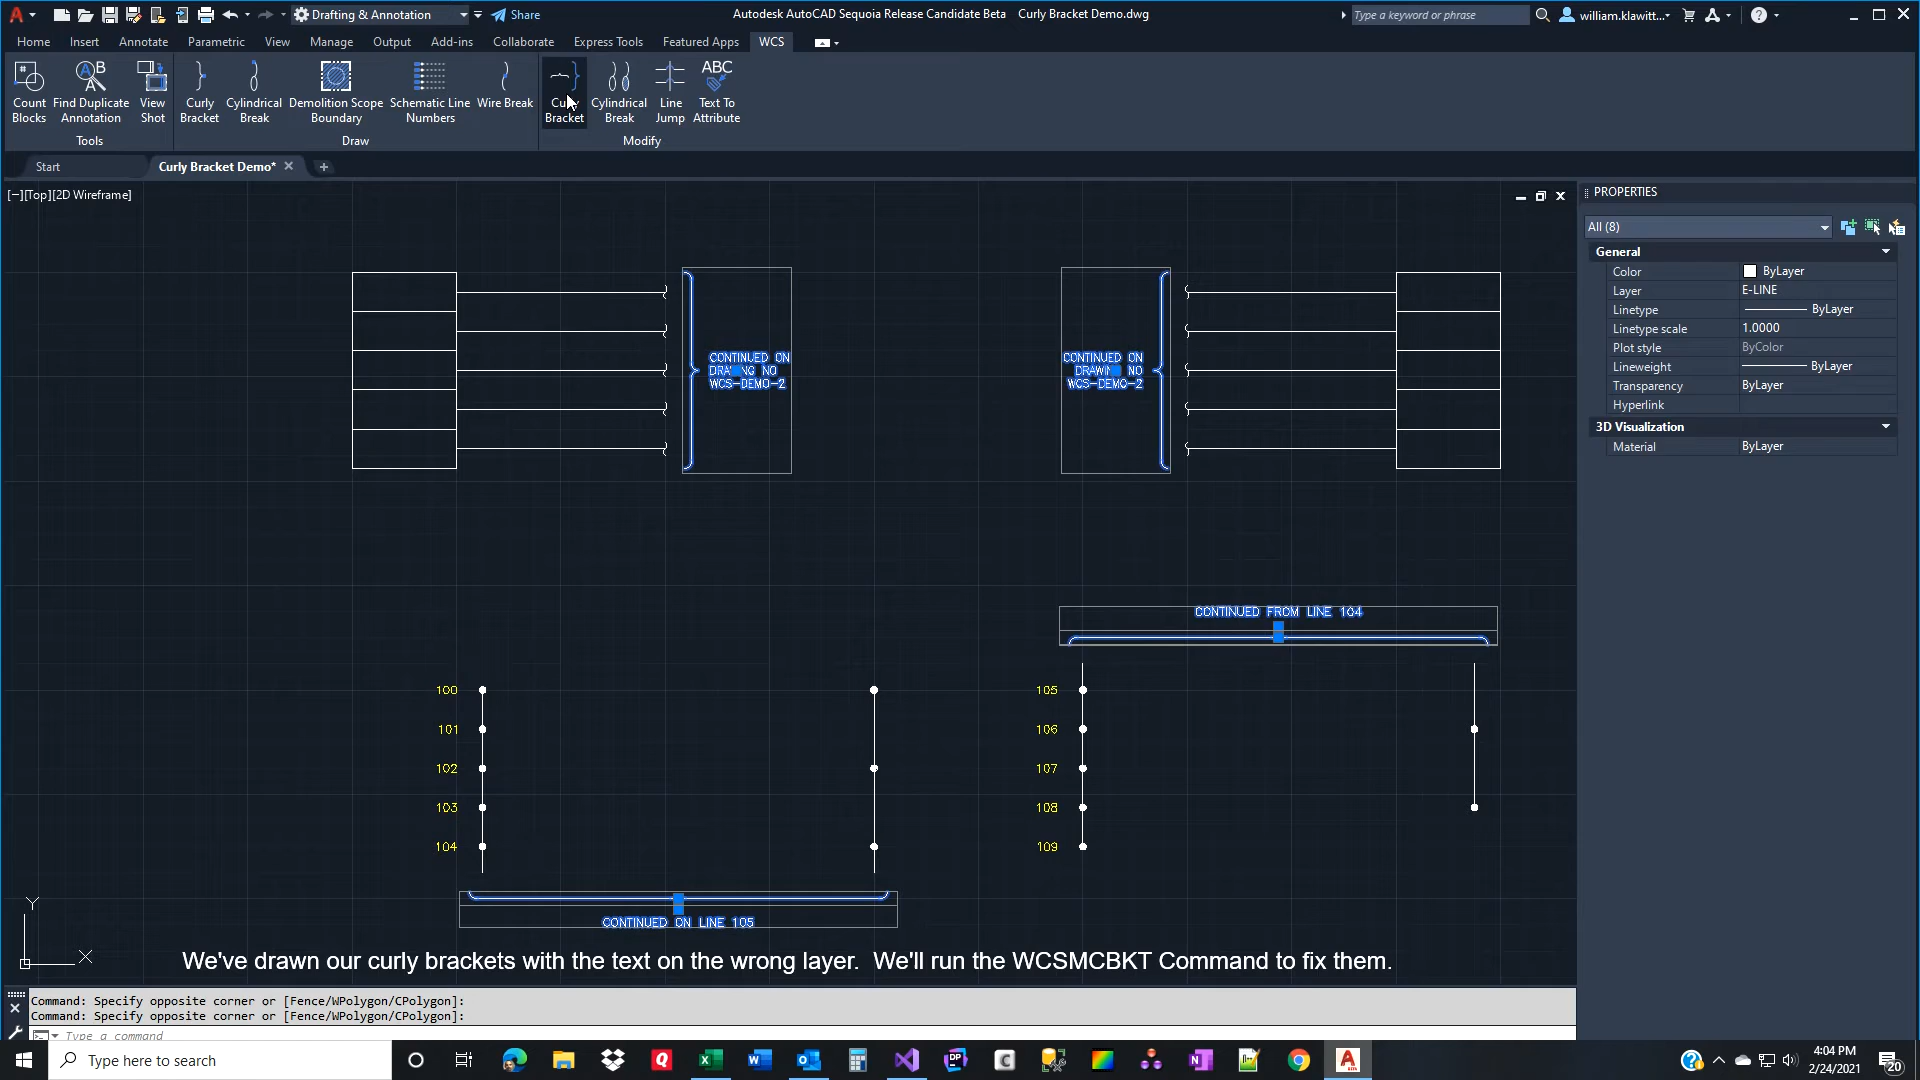 Drafting & Annotation
Share
Autodesk AutoCAD Sequoia Release Candidate Beta Curly Bracket Demo.dwg
Type a keyword or phrase
william.klawitt...
Home Insert Annotate Parametric View Manage Output Add-ins Collaborate Express Tools Featured Apps WCS
Count Blocks
Find Duplicate Annotation
View Shot
Curly Bracket
Cylindrical Break
Demolition Scope Boundary
Schematic Line Numbers
Wire Break
Bracket
Cylindrical Break
Line Jump
Text To Attribute
Tools Draw Modify
Start Curly Bracket Demo*
[−][Top][2D Wireframe]
PROPERTIES
All (8)
General
Color ByLayer
Layer E-LINE
Linetype ByLayer
Linetype scale 1.0000
Plot style ByColor
Lineweight ByLayer
Transparency ByLayer
Hyperlink
3D Visualization
Material ByLayer
CONTINUED ON
NO
WCS-DEMO-2
CONTINUED ON
NO
WCS-DEMO-2
CONTINUED FROM LINE 104
100
101
102
103
104
105
106
107
108
109
CONTINUED ON LINE 105
Y
X
We've drawn our curly brackets with the text on the wrong layer. We'll run the WCSMCBKT Command to fix them.
Command: Specify opposite corner or [Fence/WPolygon/CPolygon]:
Command: Specify opposite corner or [Fence/WPolygon/CPolygon]:
Type a command
Type here to search
4:04 PM
2/24/2021
20